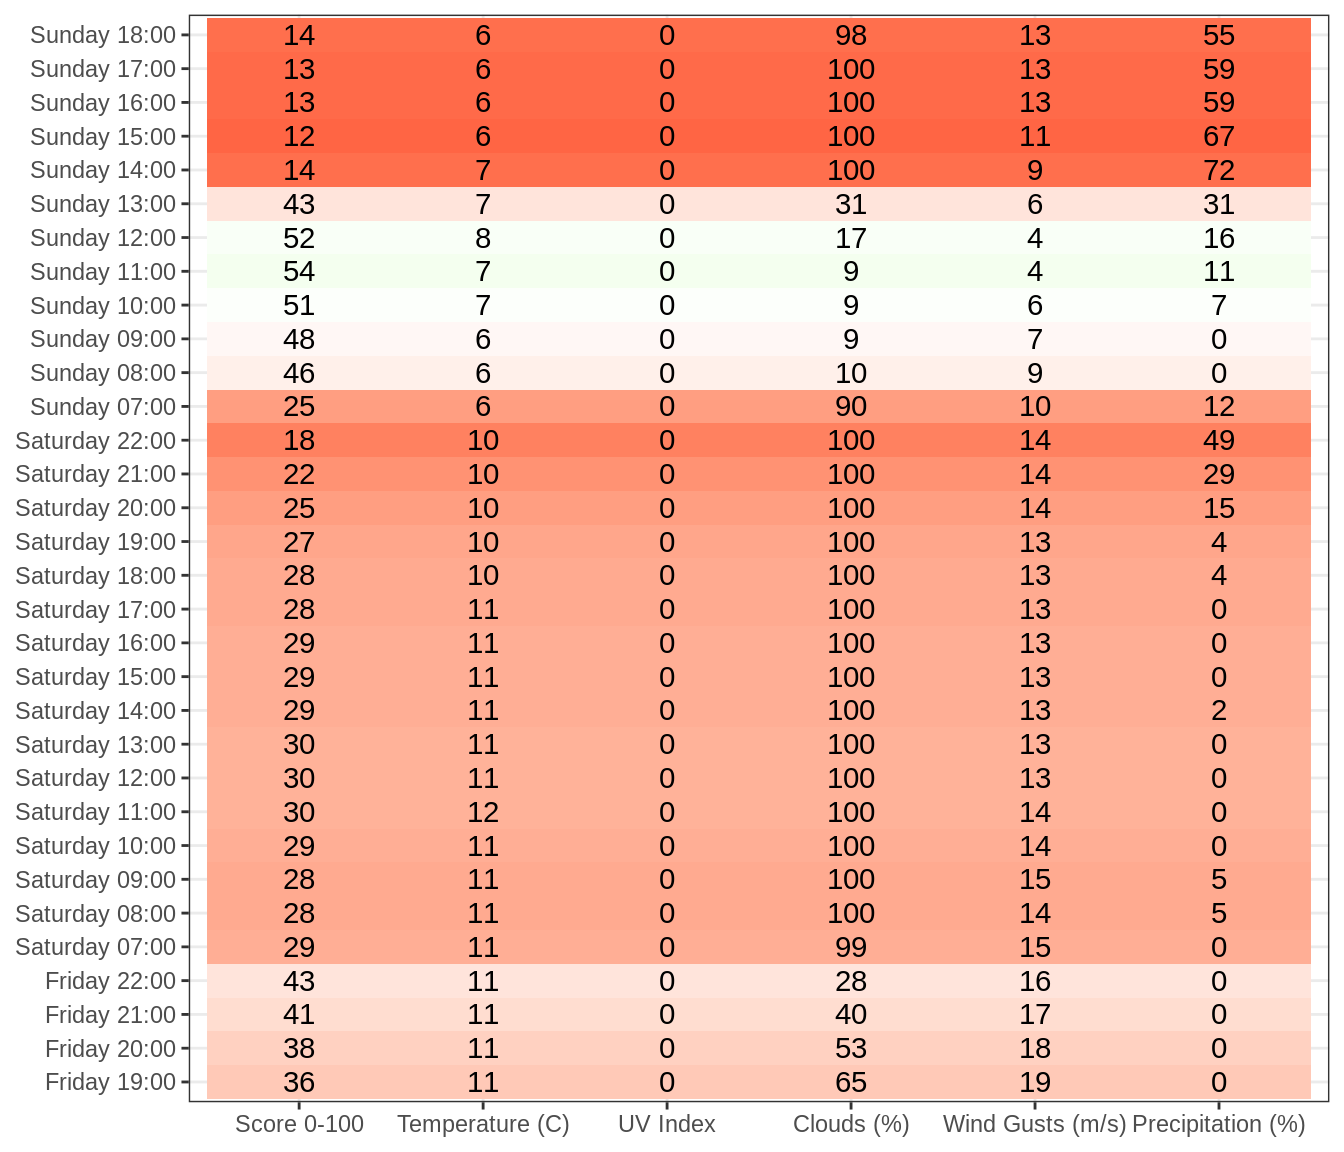 Sunday 18:00 14 6 0 98 13 55
Sunday 17:00 13 6 0 100 13 59
Sunday 16:00 13 6 0 100 13 59
Sunday 15:00 12 6 0 100 11 67
Sunday 14:00 14 7 0 100 9 72
Sunday 13:00 43 7 0 31 6 31
Sunday 12:00 52 8 0 17 4 16
Sunday 11:00 54 7 0 9 4 11
Sunday 10:00 51 7 0 9 6 7
Sunday 09:00 48 6 0 9 7 0
Sunday 08:00 46 6 0 10 9 0
Sunday 07:00 25 6 0 90 10 12
Saturday 22:00 18 10 0 100 14 49
Saturday 21:00 22 10 0 100 14 29
Saturday 20:00 25 10 0 100 14 15
Saturday 19:00 27 10 0 100 13 4
Saturday 18:00 28 10 0 100 13 4
Saturday 17:00 28 11 0 100 13 0
Saturday 16:00 29 11 0 100 13 0
Saturday 15:00 29 11 0 100 13 0
Saturday 14:00 29 11 0 100 13 2
Saturday 13:00 30 11 0 100 13 0
Saturday 12:00 30 11 0 100 13 0
Saturday 11:00 30 12 0 100 14 0
Saturday 10:00 29 11 0 100 14 0
Saturday 09:00 28 11 0 100 15 5
Saturday 08:00 28 11 0 100 14 5
Saturday 07:00 29 11 0 99 15 0
Friday 22:00 43 11 0 28 16 0
Friday 21:00 41 11 0 40 17 0
Friday 20:00 38 11 0 53 18 0
Friday 19:00 36 11 0 65 19 0
Score 0-100 Temperature (C) UV Index Clouds (%) Wind Gusts (m/s) Precipitation (%)